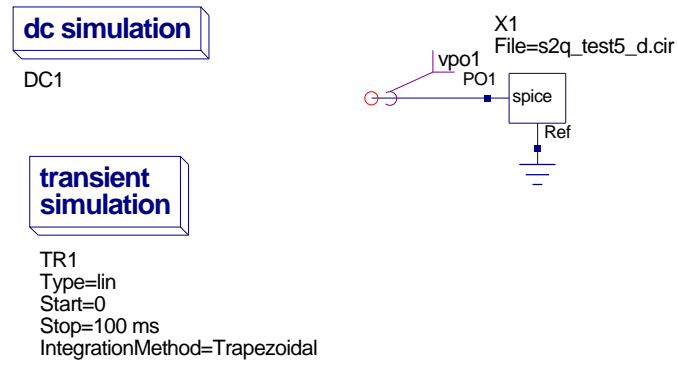 dc simulation
DC1
X1
File=s2q_test5_d.cir
vpo1
PO1
spice
Ref
transient
simulation
TR1
Type=lin
Start=0
Stop=100 ms
IntegrationMethod=Trapezoidal